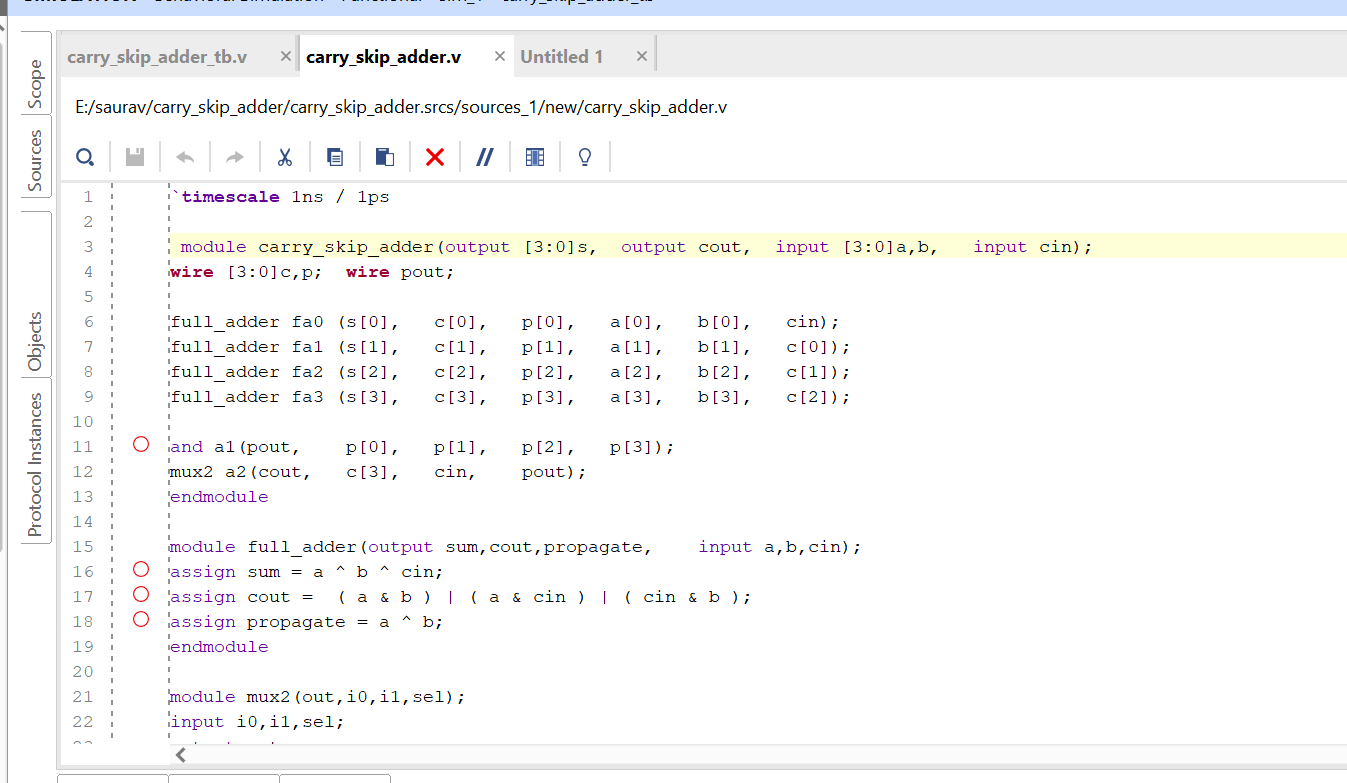 carry_skip_adder_tb.v × carry_skip_adder.v × Untitled 1 ×
E:/saurav/carry_skip_adder/carry_skip_adder.srcs/sources_1/new/carry_skip_adder.v
Scope
Sources
Objects
Protocol Instances
1 `timescale 1ns / 1ps
2
3 module carry_skip_adder(output [3:0]s, output cout, input [3:0]a,b, input cin);
4 wire [3:0]c,p; wire pout;
5
6 full_adder fa0 (s[0], c[0], p[0], a[0], b[0], cin);
7 full_adder fa1 (s[1], c[1], p[1], a[1], b[1], c[0]);
8 full_adder fa2 (s[2], c[2], p[2], a[2], b[2], c[1]);
9 full_adder fa3 (s[3], c[3], p[3], a[3], b[3], c[2]);
10
11 and a1(pout, p[0], p[1], p[2], p[3]);
12 mux2 a2(cout, c[3], cin, pout);
13 endmodule
14
15 module full_adder(output sum,cout,propagate, input a,b,cin);
16 assign sum = a ^ b ^ cin;
17 assign cout = ( a & b ) | ( a & cin ) | ( cin & b );
18 assign propagate = a ^ b;
19 endmodule
20
21 module mux2(out,i0,i1,sel);
22 input i0,i1,sel;